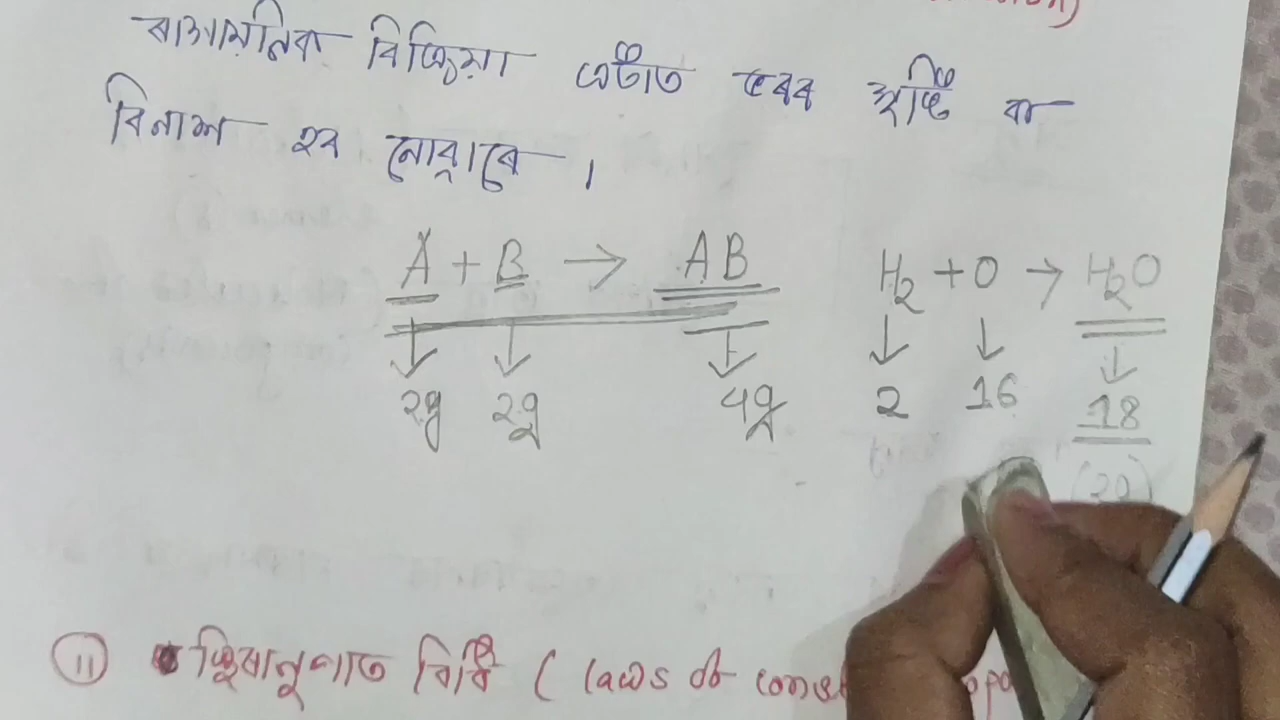 ৰাসায়নিক বিক্ৰিয়া এটাত ভৰৰ সৃষ্টি বা
বিনাশ হব নোৱাৰে ।
A + B → AB
H₂ + O → H₂O
2g 2g 4g
2 16 18
(20)
(ii) স্থিৰানুপাত বিধি ( laws of